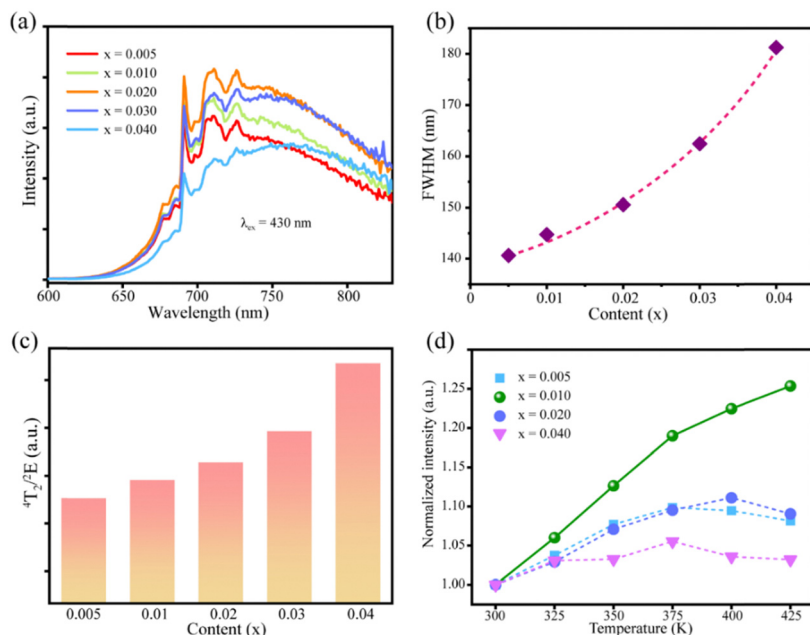 (a)
x = 0.005
x = 0.010
x = 0.020
x = 0.030
x = 0.040
Intensity (a.u.)
λex = 430 nm
600 650 700 750 800
Wavelength (nm)
(b)
180
170
160
150
140
FWHM (nm)
0 0.01 0.02 0.03 0.04
Content (x)
(c)
⁴T₂/²E (a.u.)
0.005 0.01 0.02 0.03 0.04
Content (x)
(d)
x = 0.005
x = 0.010
x = 0.020
x = 0.040
1.25
1.20
1.15
1.10
1.05
1.00
Normalized intensity (a.u.)
300 325 350 375 400 425
Temperature (K)